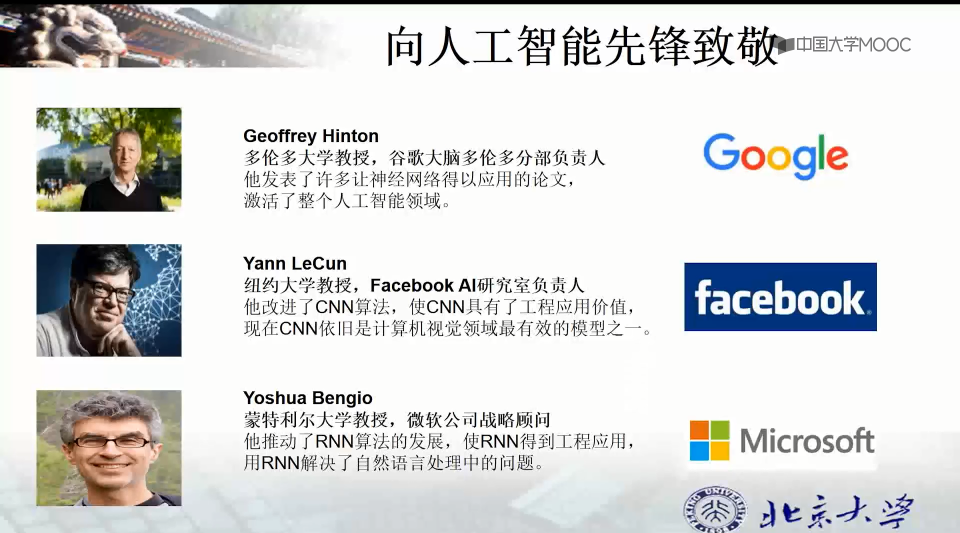 向人工智能先锋致敬
中国大学MOOC
Geoffrey Hinton
多伦多大学教授，谷歌大脑多伦多分部负责人
他发表了许多让神经网络得以应用的论文，
激活了整个人工智能领域。
Google
Yann LeCun
纽约大学教授，Facebook AI研究室负责人
他改进了CNN算法，使CNN具有了工程应用价值，
现在CNN依旧是计算机视觉领域最有效的模型之一。
facebook
Yoshua Bengio
蒙特利尔大学教授，微软公司战略顾问
他推动了RNN算法的发展，使RNN得到工程应用，
用RNN解决了自然语言处理中的问题。
Microsoft
北京大学